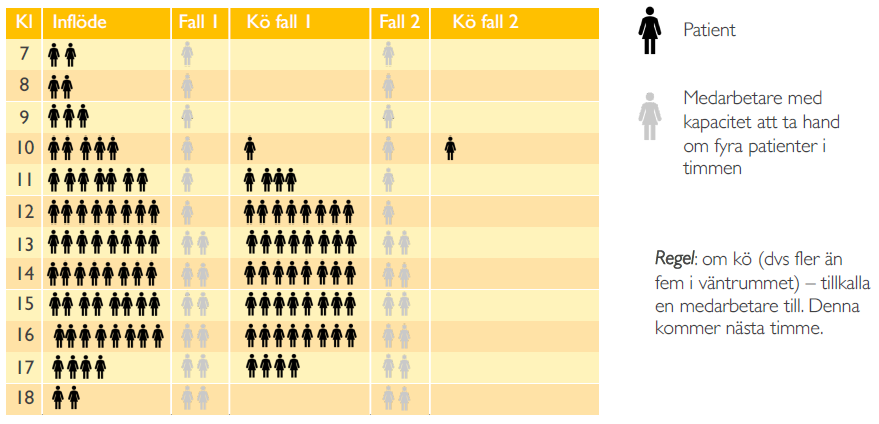 Kl Inflöde Fall 1 Kö fall 1 Fall 2 Kö fall 2
7
8
9
10
11
12
13
14
15
16
17
18
Patient
Medarbetare med
kapacitet att ta hand
om fyra patienter i
timmen
Regel: om kö (dvs fler än
fem i väntrummet) – tillkalla
en medarbetare till. Denna
kommer nästa timme.